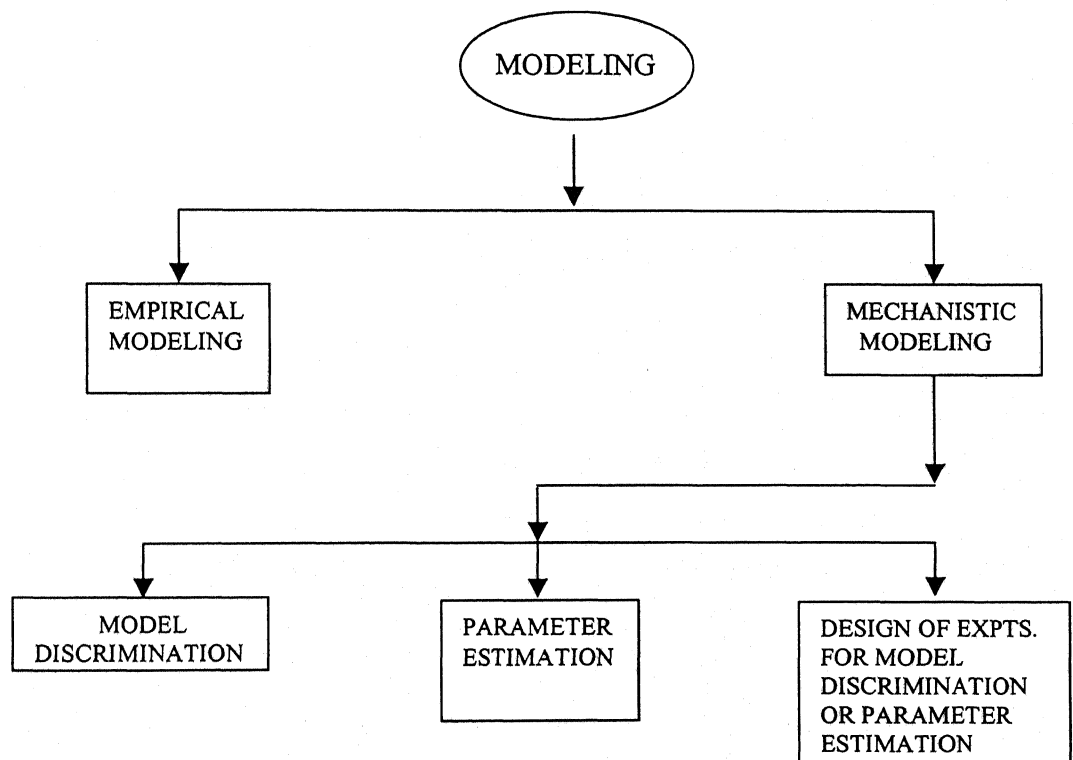 MODELING
EMPIRICAL
MODELING
MECHANISTIC
MODELING
MODEL
DISCRIMINATION
PARAMETER
ESTIMATION
DESIGN OF EXPTS.
FOR MODEL
DISCRIMINATION
OR PARAMETER
ESTIMATION